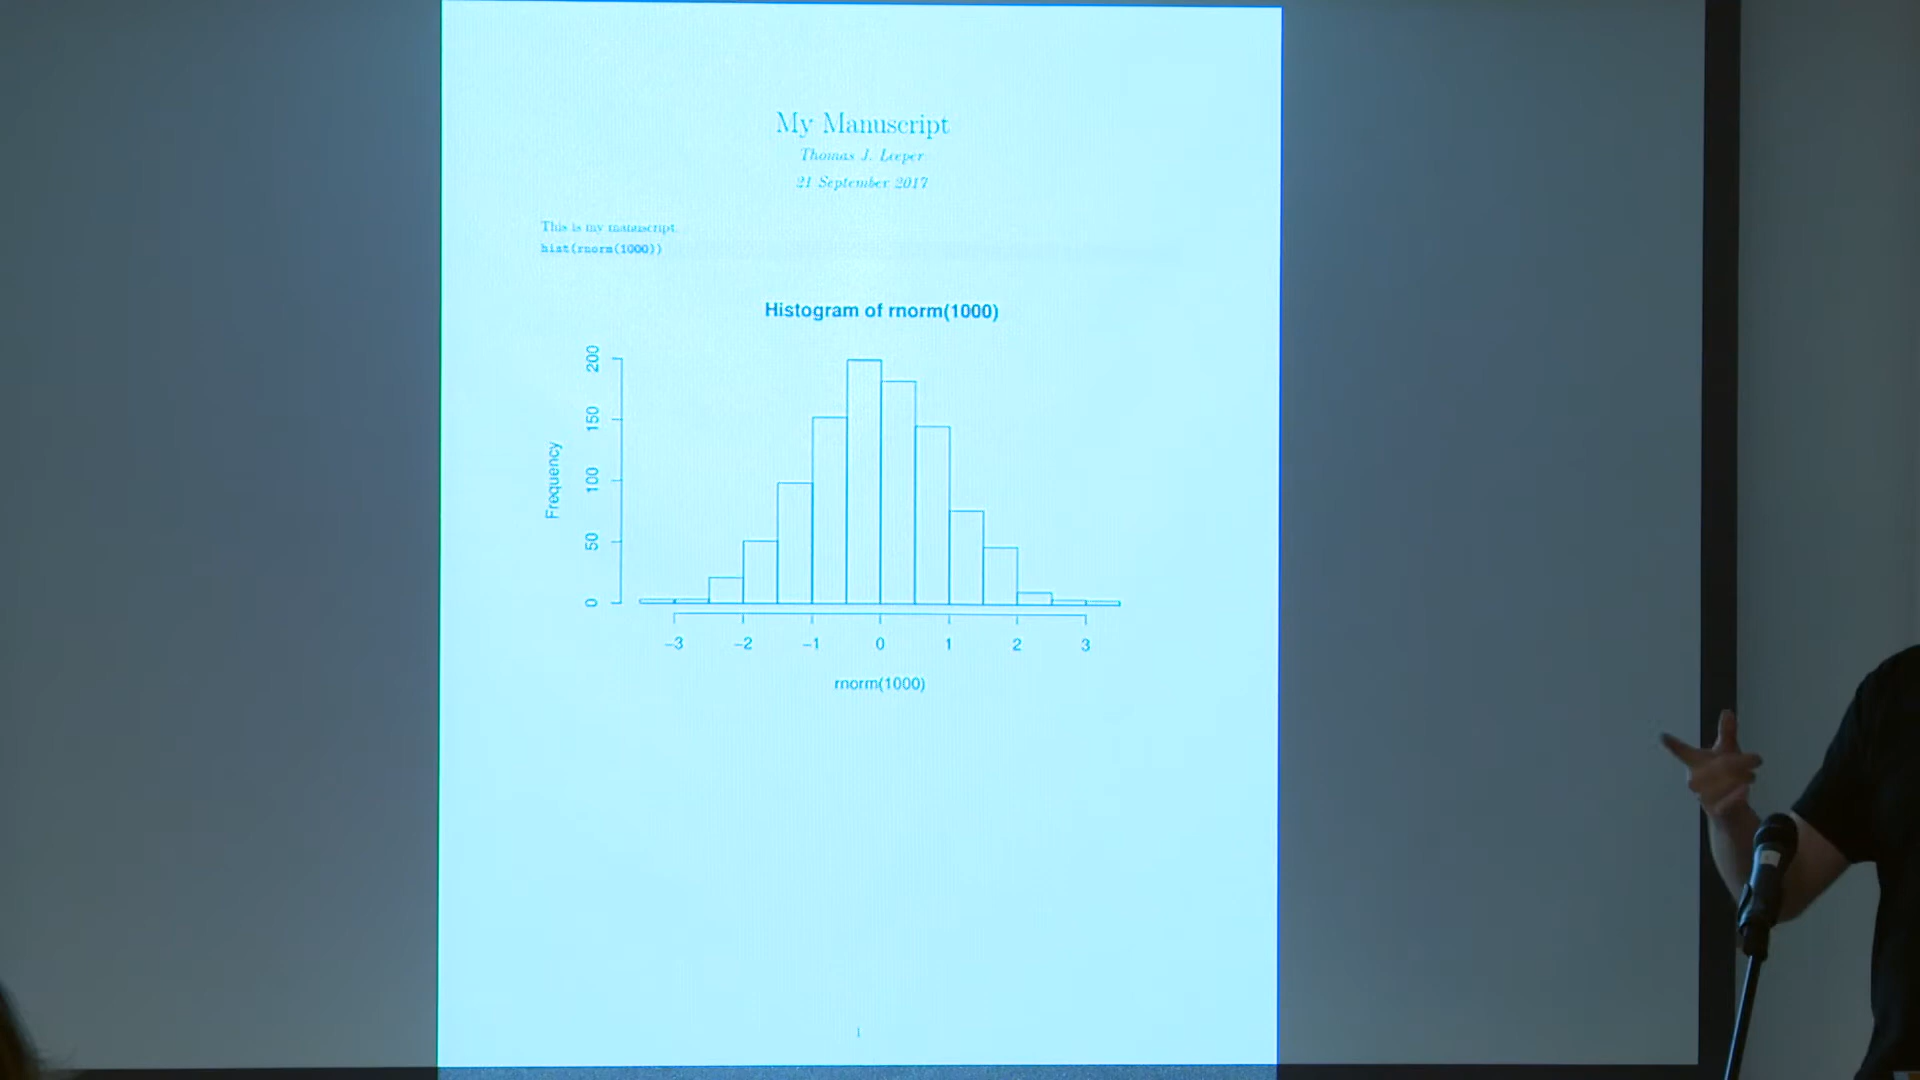 My Manuscript
Thomas J. Leeper
21 September 2017
This is my manuscript.
hist(rnorm(1000))
Histogram of rnorm(1000)
Frequency
200
150
100
50
0
−3 −2 −1 0 1 2 3
rnorm(1000)
1